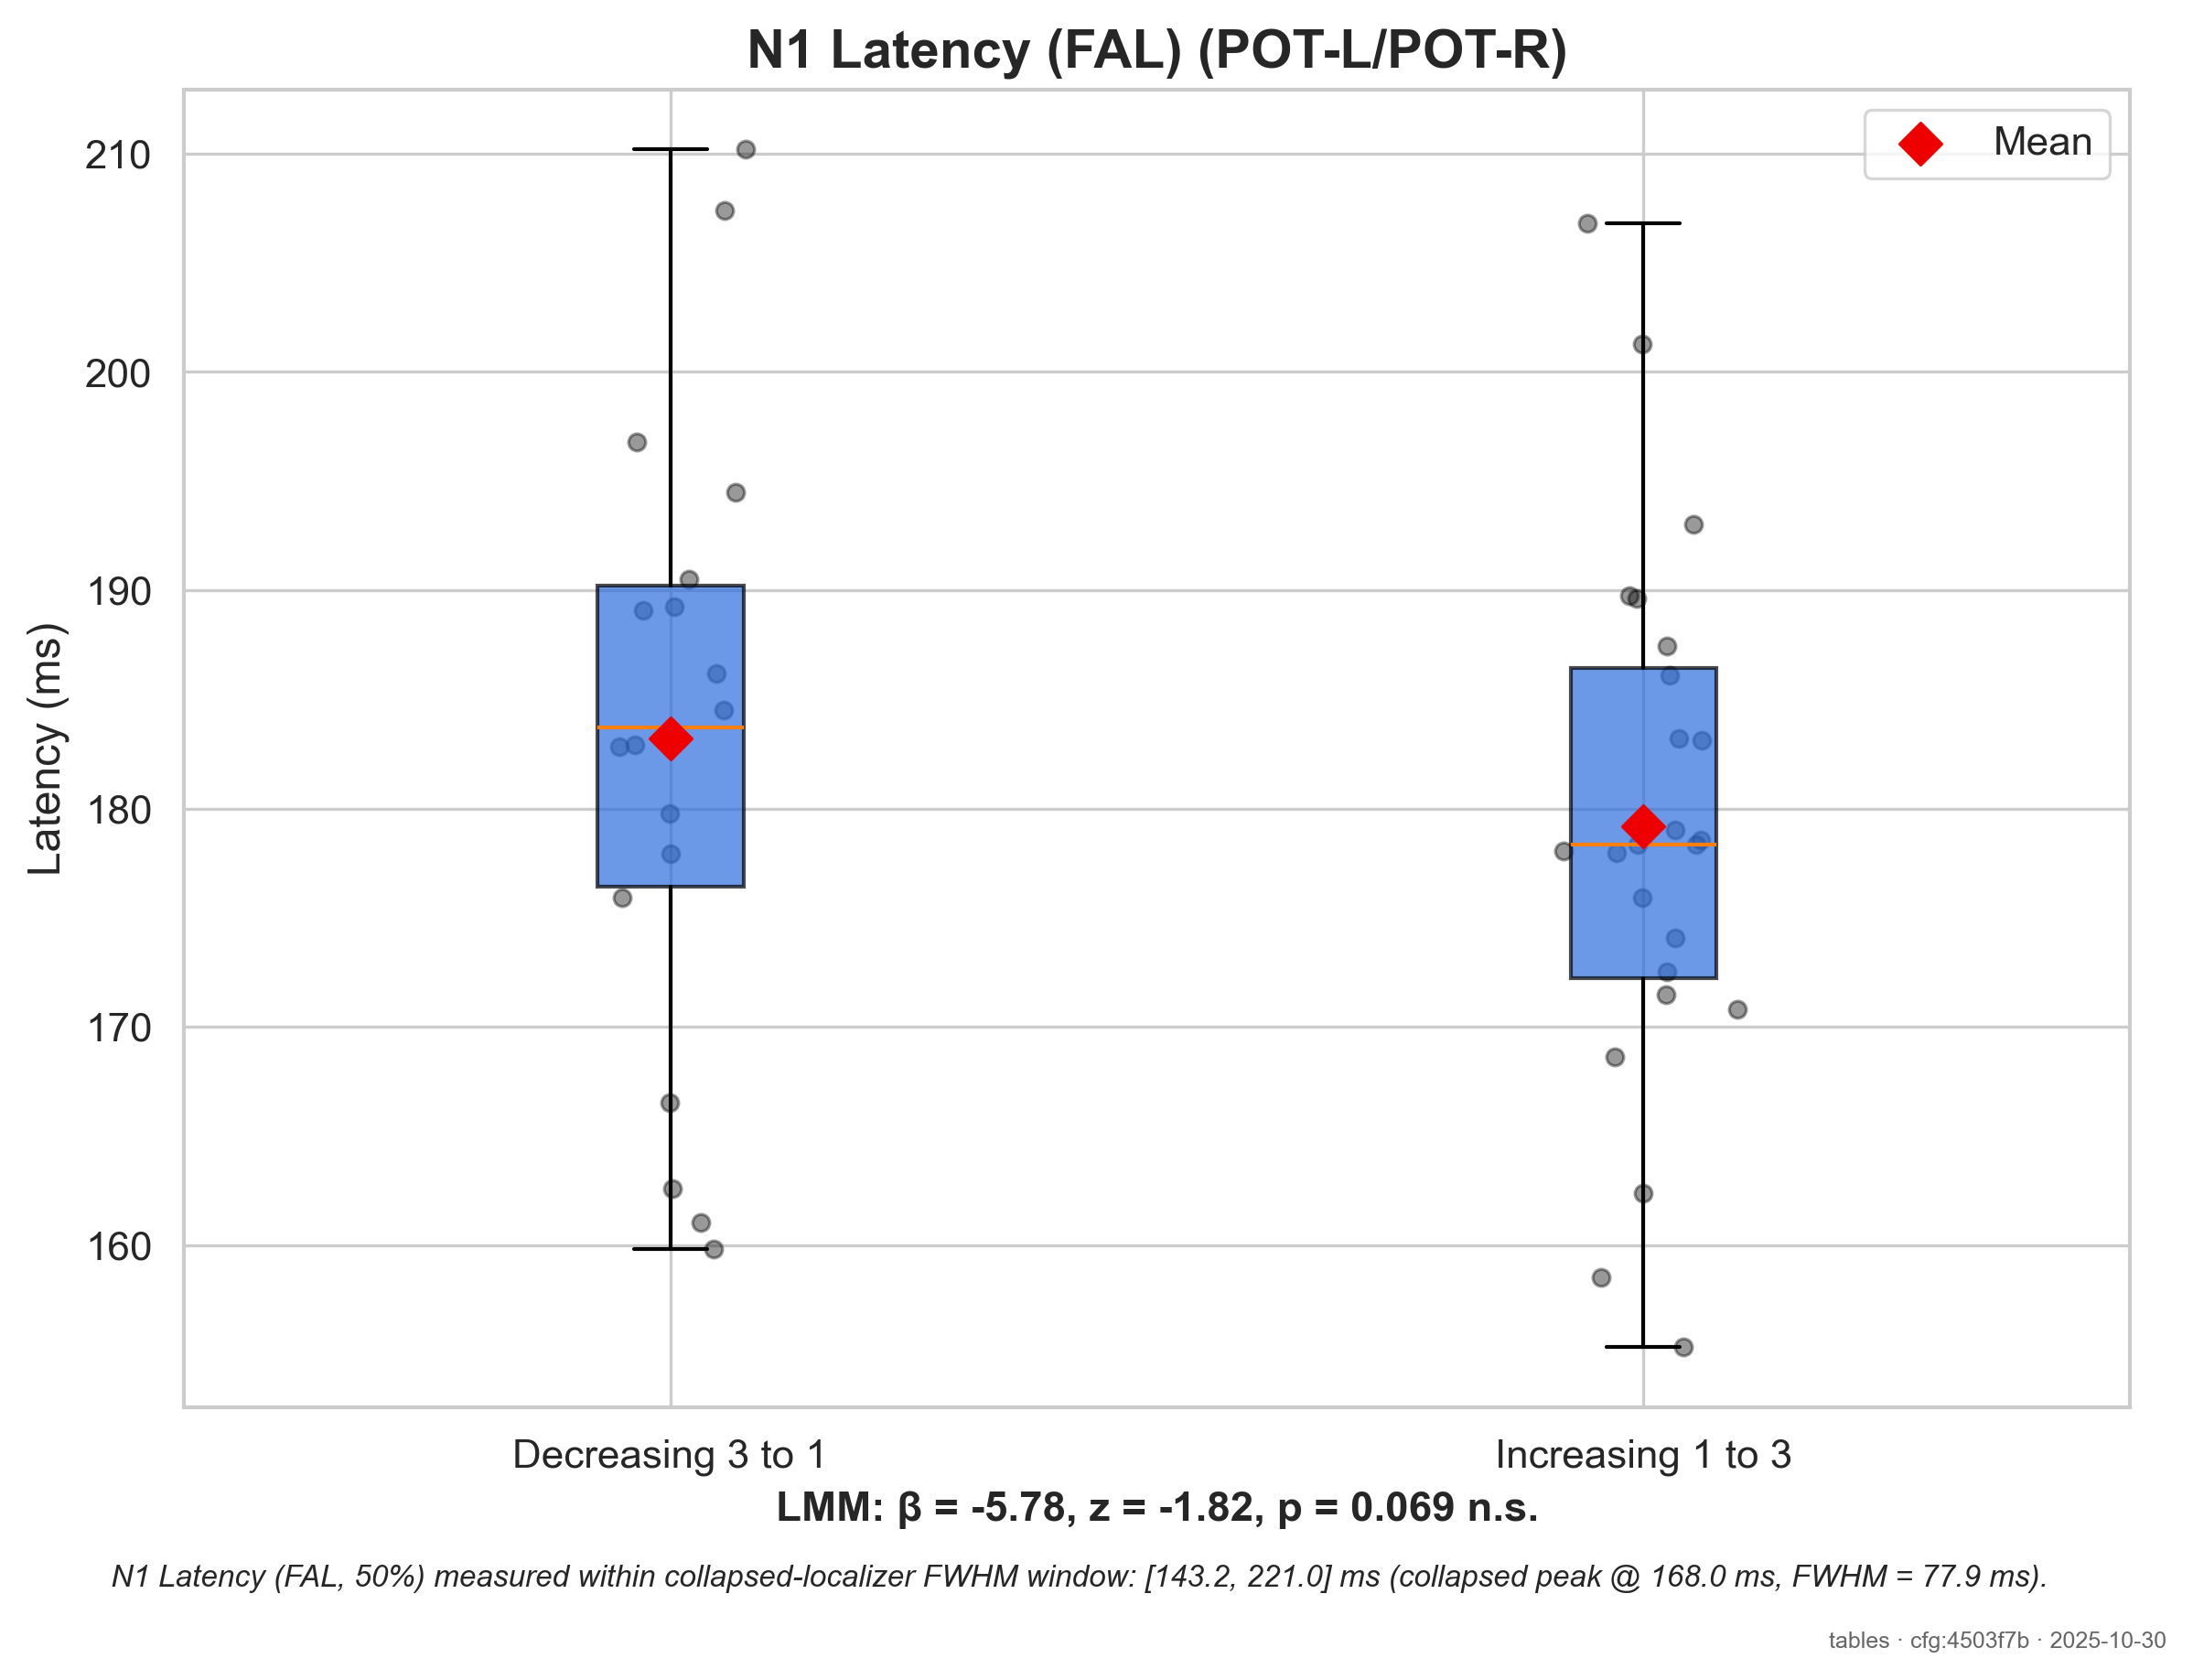 N1 Latency (FAL) (POT-L/POT-R)
Mean
210
200
190
180
170
160
Latency (ms)
Decreasing 3 to 1
Increasing 1 to 3
LMM: β = -5.78, z = -1.82, p = 0.069 n.s.
N1 Latency (FAL, 50%) measured within collapsed-localizer FWHM window: [143.2, 221.0] ms (collapsed peak @ 168.0 ms, FWHM = 77.9 ms).
tables · cfg:4503f7b · 2025-10-30